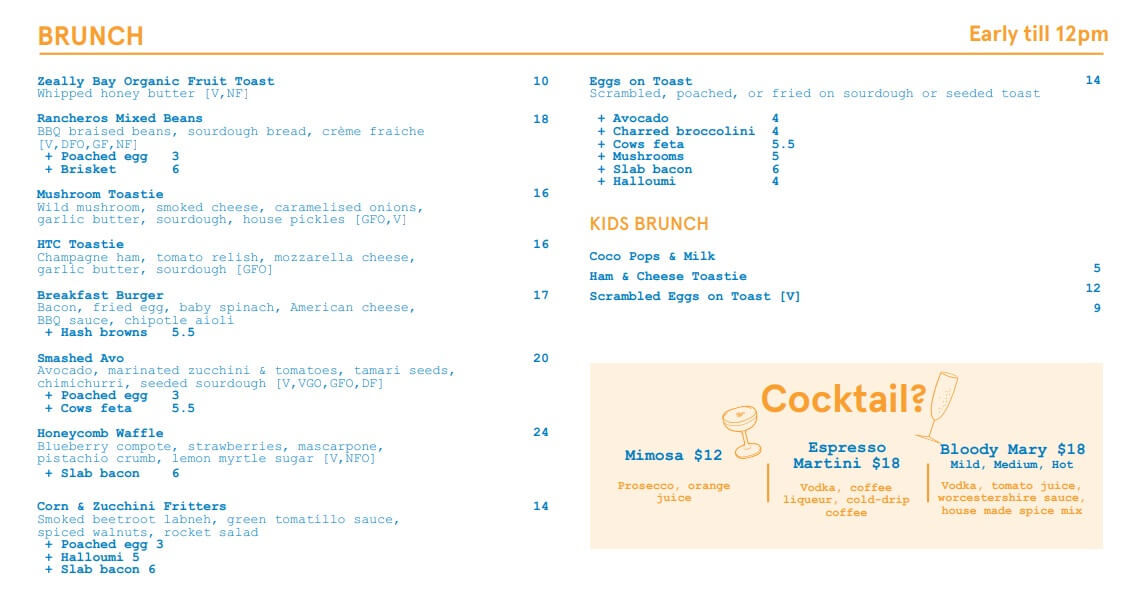 BRUNCH
Early till 12pm
Zeally Bay Organic Fruit Toast 10
Whipped honey butter [V,NF]
Rancheros Mixed Beans 18
BBQ braised beans, sourdough bread, crème fraiche
[V,DFO,GF,NF]
+ Poached egg 3
+ Brisket 6
Mushroom Toastie 16
Wild mushroom, smoked cheese, caramelised onions,
garlic butter, sourdough, house pickles [GFO,V]
HTC Toastie 16
Champagne ham, tomato relish, mozzarella cheese,
garlic butter, sourdough [GFO]
Breakfast Burger 17
Bacon, fried egg, baby spinach, American cheese,
BBQ sauce, chipotle aioli
+ Hash browns 5.5
Smashed Avo 20
Avocado, marinated zucchini & tomatoes, tamari seeds,
chimichurri, seeded sourdough [V,VGO,GFO,DF]
+ Poached egg 3
+ Cows feta 5.5
Honeycomb Waffle 24
Blueberry compote, strawberries, mascarpone,
pistachio crumb, lemon myrtle sugar [V,NFO]
+ Slab bacon 6
Corn & Zucchini Fritters 14
Smoked beetroot labneh, green tomatillo sauce,
spiced walnuts, rocket salad
+ Poached egg 3
+ Halloumi 5
+ Slab bacon 6
Eggs on Toast 14
Scrambled, poached, or fried on sourdough or seeded toast
+ Avocado 4
+ Charred broccolini 4
+ Cows feta 5.5
+ Mushrooms 5
+ Slab bacon 6
+ Halloumi 4
KIDS BRUNCH
Coco Pops & Milk 5
Ham & Cheese Toastie 12
Scrambled Eggs on Toast [V] 9
Cocktail?
Mimosa $12
Prosecco, orange
juice
Espresso
Martini $18
Vodka, coffee
liqueur, cold-drip
coffee
Bloody Mary $18
Mild, Medium, Hot
Vodka, tomato juice,
worcestershire sauce,
house made spice mix